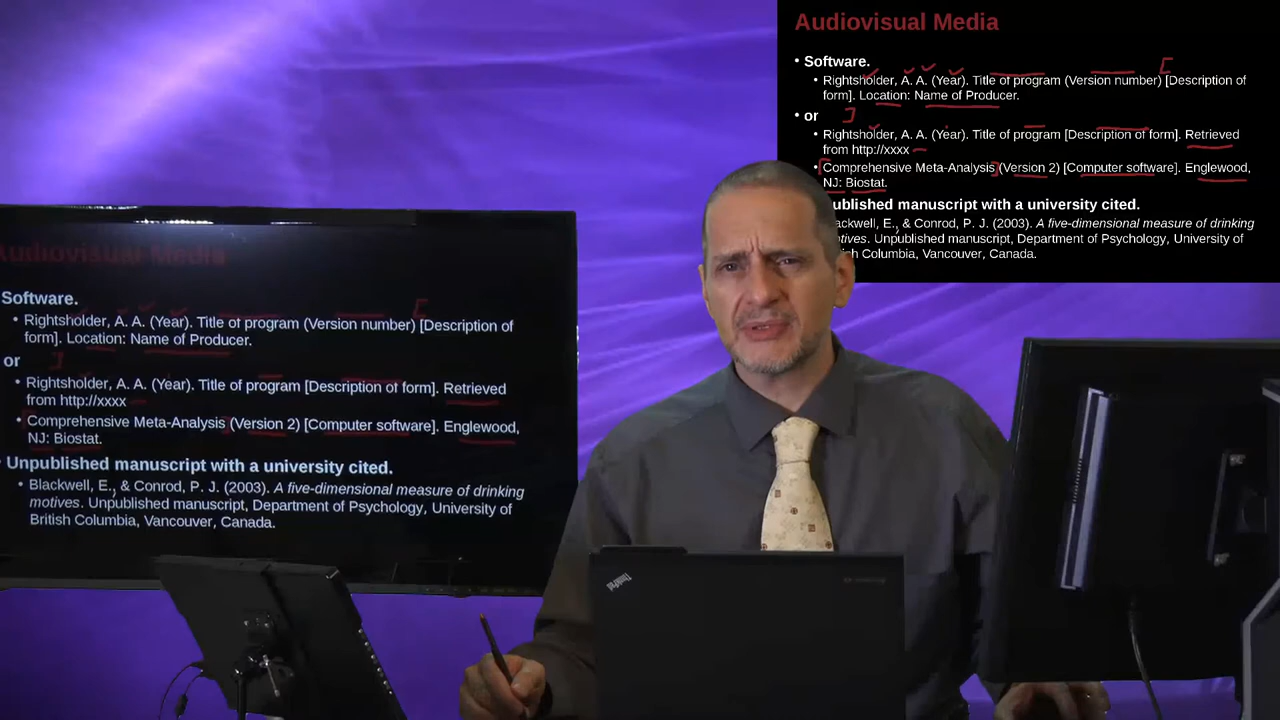 Audiovisual Media
• Software.
• Rightsholder, A. A. (Year). Title of program (Version number) [Description of
form]. Location: Name of Producer.
• or
• Rightsholder, A. A. (Year). Title of program [Description of form]. Retrieved
from http://xxxx
• Comprehensive Meta-Analysis (Version 2) [Computer software]. Englewood,
NJ: Biostat.
published manuscript with a university cited.
ackwell, E., & Conrod, P. J. (2003). A five-dimensional measure of drinking
otives. Unpublished manuscript, Department of Psychology, University of
ish Columbia, Vancouver, Canada.
Audiovisual Media
Software.
• Rightsholder, A. A. (Year). Title of program (Version number) [Description of
form]. Location: Name of Producer.
or
• Rightsholder, A. A. (Year). Title of program [Description of form]. Retrieved
from http://xxxx
• Comprehensive Meta-Analysis (Version 2) [Computer software]. Englewood,
NJ: Biostat.
• Unpublished manuscript with a university cited.
• Blackwell, E., & Conrod, P. J. (2003). A five-dimensional measure of drinking
motives. Unpublished manuscript, Department of Psychology, University of
British Columbia, Vancouver, Canada.
ThinkPad